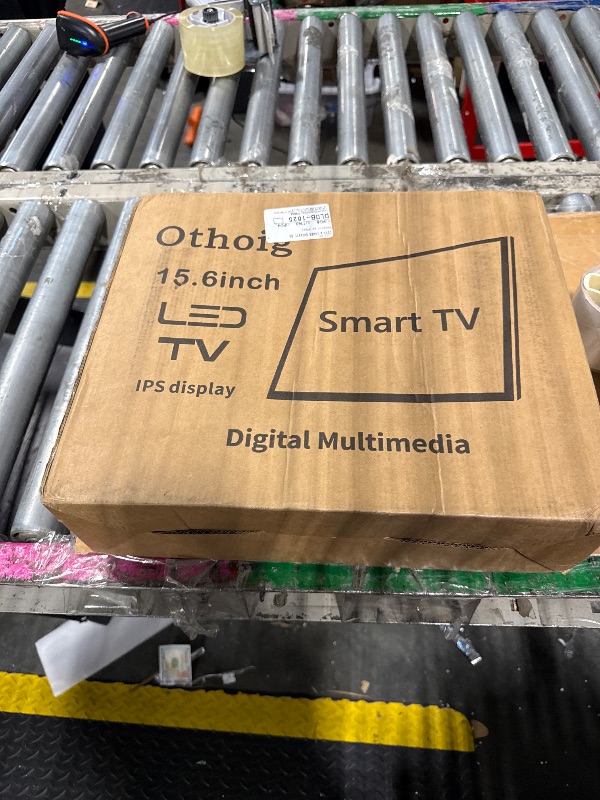 Othoig
15.6inch
LED
TV
IPS display
Smart TV
Digital Multimedia